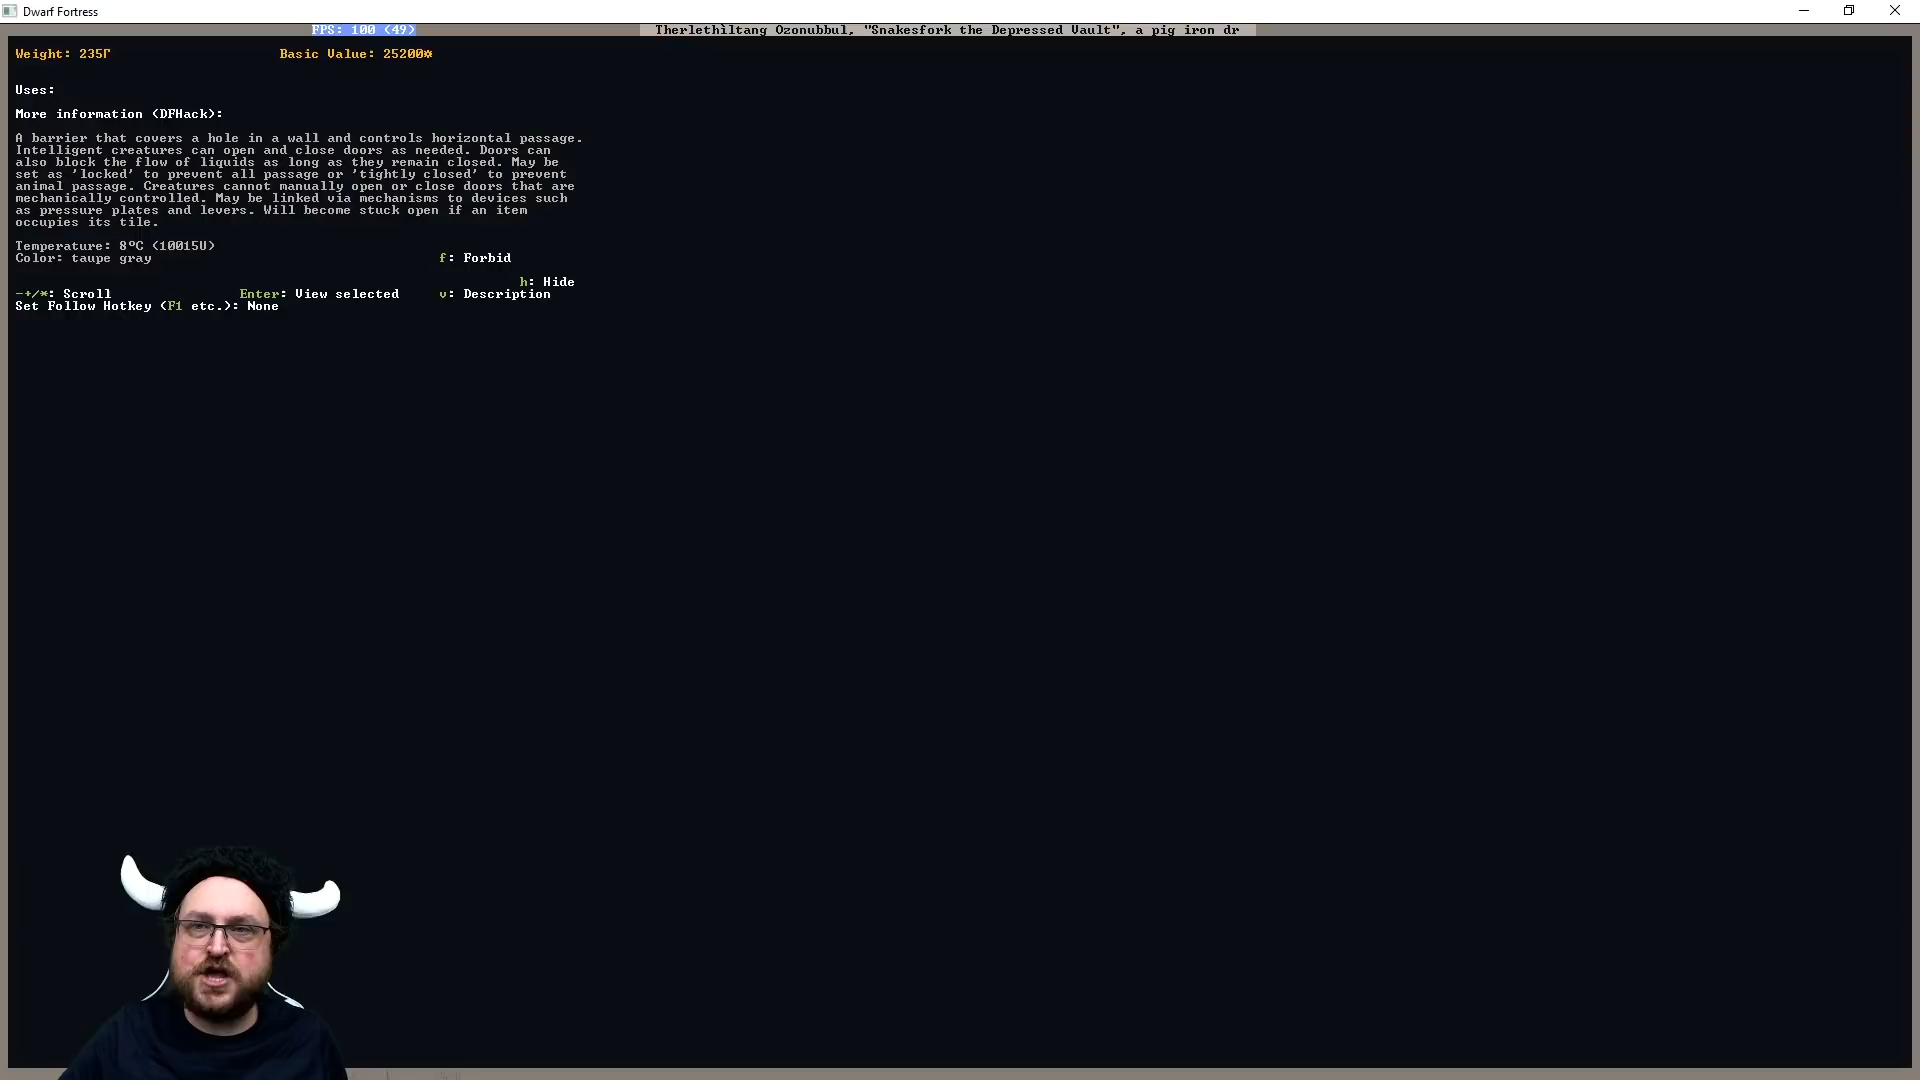 Dwarf Fortress
FPS: 100 (49)
Therlethìltang Ozonubbul, "Snakesfork the Depressed Vault", a pig iron dr
Weight: 235Γ Basic Value: 25200☼
Uses:
More information (DFHack):
A barrier that covers a hole in a wall and controls horizontal passage.
Intelligent creatures can open and close doors as needed. Doors can
also block the flow of liquids as long as they remain closed. May be
set as 'locked' to prevent all passage or 'tightly closed' to prevent
animal passage. Creatures cannot manually open or close doors that are
mechanically controlled. May be linked via mechanisms to devices such
as pressure plates and levers. Will become stuck open if an item
occupies its tile.
Temperature: 8°C (10015U)
Color: taupe gray f: Forbid
h: Hide
-+/*: Scroll Enter: View selected v: Description
Set Follow Hotkey (F1 etc.): None